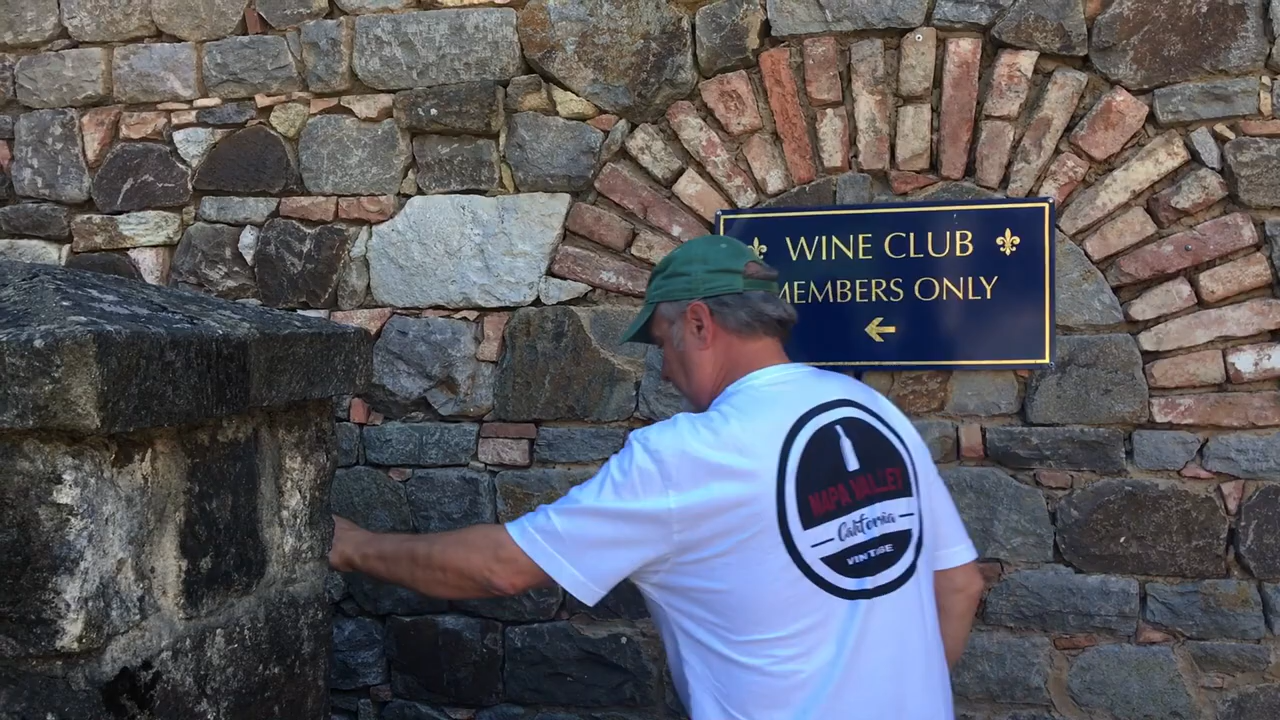 WINE CLUB
MEMBERS ONLY
NAPA VALLEY
California
VINTAGE